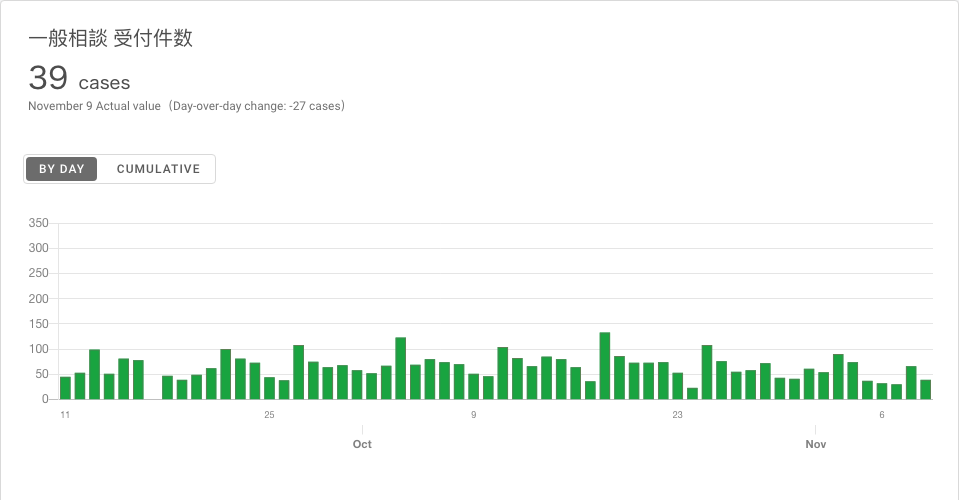 一般相談 受付件数
39 cases
November 9 Actual value（Day-over-day change: -27 cases）
BY DAY CUMULATIVE
350
300
250
200
150
100
50
0
11 25 9 23 6
Oct Nov